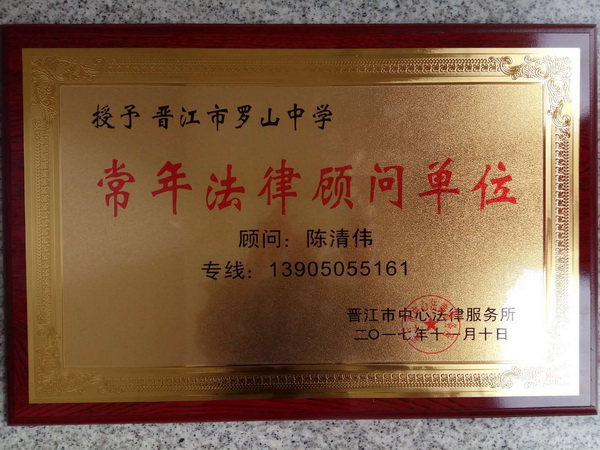 授予 晋江市罗山中学
常年法律顾问单位
顾问：陈清伟
专线：13905055161
晋江市中心法律服务所
二〇一七年十一月十日